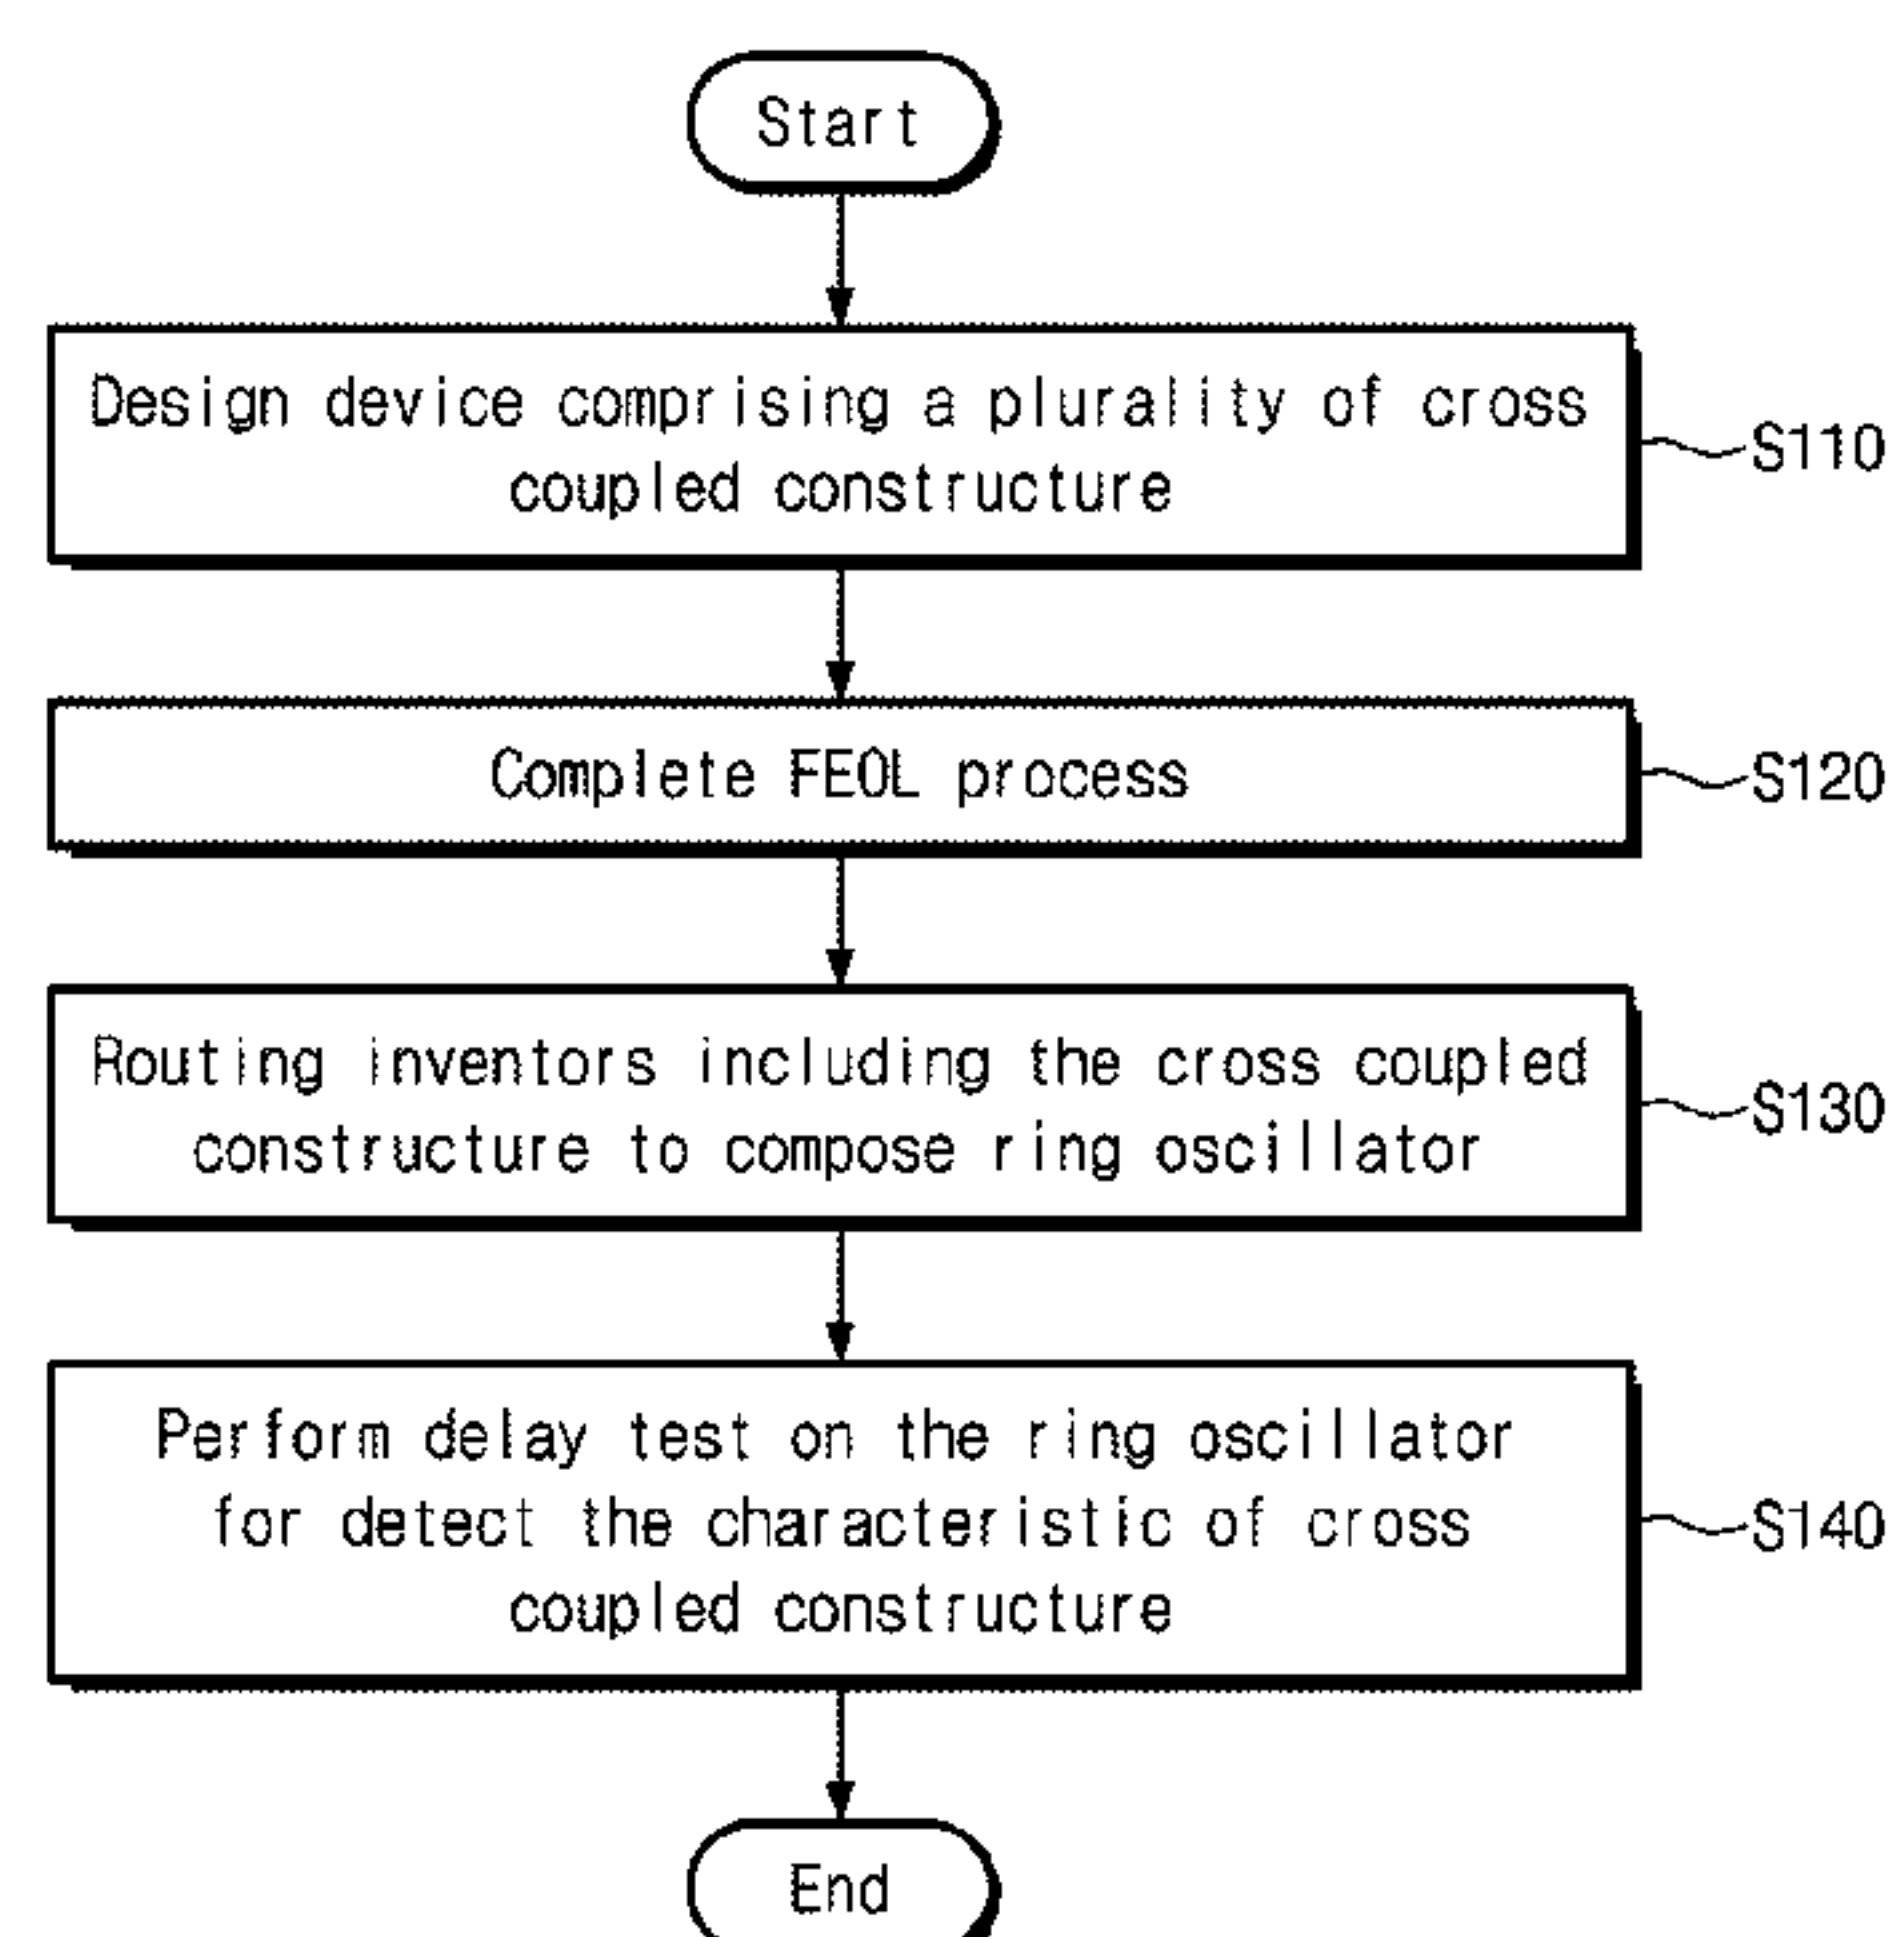 Start
Design device comprising a plurality of cross
coupled constructure
S110
Complete FEOL process
S120
Routing inventors including the cross coupled
constructure to compose ring oscillator
S130
Perform delay test on the ring oscillator
for detect the characteristic of cross
coupled constructure
S140
End